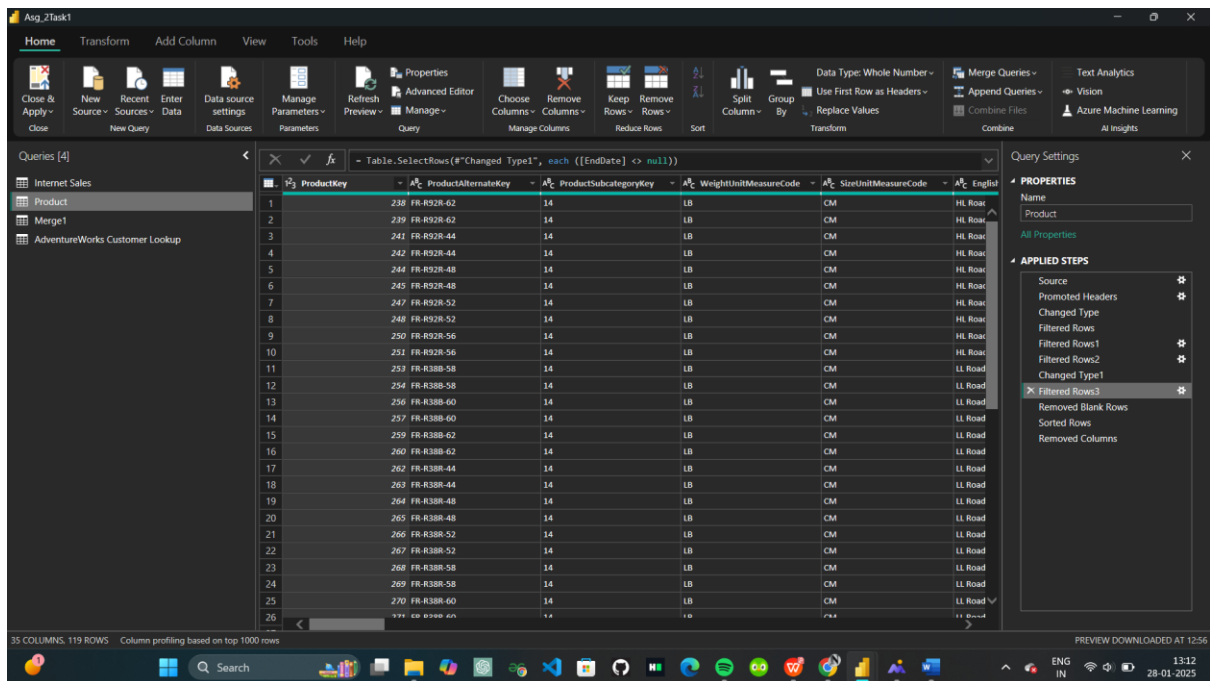 Asg_2Task1
Home Transform Add Column View Tools Help
Close & Apply
New Source
Recent Sources
Enter Data
Data source settings
Manage Parameters
Refresh Preview
Properties
Advanced Editor
Manage
Choose Columns
Remove Columns
Keep Rows
Remove Rows
Split Column
Group By
Data Type: Whole Number
Use First Row as Headers
Replace Values
Merge Queries
Append Queries
Combine Files
Text Analytics
Vision
Azure Machine Learning
Close New Query Data Sources Parameters Query Manage Columns Reduce Rows Sort Transform Combine AI Insights
Queries [4]
Internet Sales
Product
Merge1
AdventureWorks Customer Lookup
fx = Table.SelectRows(#"Changed Type1", each ([EndDate] <> null))
ProductKey ProductAlternateKey ProductSubcategoryKey WeightUnitMeasureCode SizeUnitMeasureCode English
1 238 FR-R92R-62 14 LB CM HL Road
2 239 FR-R92R-62 14 LB CM HL Road
3 241 FR-R92R-44 14 LB CM HL Road
4 242 FR-R92R-44 14 LB CM HL Road
5 244 FR-R92R-48 14 LB CM HL Road
6 245 FR-R92R-48 14 LB CM HL Road
7 247 FR-R92R-52 14 LB CM HL Road
8 248 FR-R92R-52 14 LB CM HL Road
9 250 FR-R92R-56 14 LB CM HL Road
10 251 FR-R92R-56 14 LB CM HL Road
11 253 FR-R38B-58 14 LB CM LL Road
12 254 FR-R38B-58 14 LB CM LL Road
13 256 FR-R38B-60 14 LB CM LL Road
14 257 FR-R38B-60 14 LB CM LL Road
15 259 FR-R38B-62 14 LB CM LL Road
16 260 FR-R38B-62 14 LB CM LL Road
17 262 FR-R38R-44 14 LB CM LL Road
18 263 FR-R38R-44 14 LB CM LL Road
19 264 FR-R38R-48 14 LB CM LL Road
20 265 FR-R38R-48 14 LB CM LL Road
21 266 FR-R38R-52 14 LB CM LL Road
22 267 FR-R38R-52 14 LB CM LL Road
23 268 FR-R38R-58 14 LB CM LL Road
24 269 FR-R38R-58 14 LB CM LL Road
25 270 FR-R38R-60 14 LB CM LL Road
26
Query Settings
PROPERTIES
Name
Product
All Properties
APPLIED STEPS
Source
Promoted Headers
Changed Type
Filtered Rows
Filtered Rows1
Filtered Rows2
Changed Type1
Filtered Rows3
Removed Blank Rows
Sorted Rows
Removed Columns
35 COLUMNS, 119 ROWS Column profiling based on top 1000 rows
PREVIEW DOWNLOADED AT 12:56
Search
ENG IN
13:12
28-01-2025